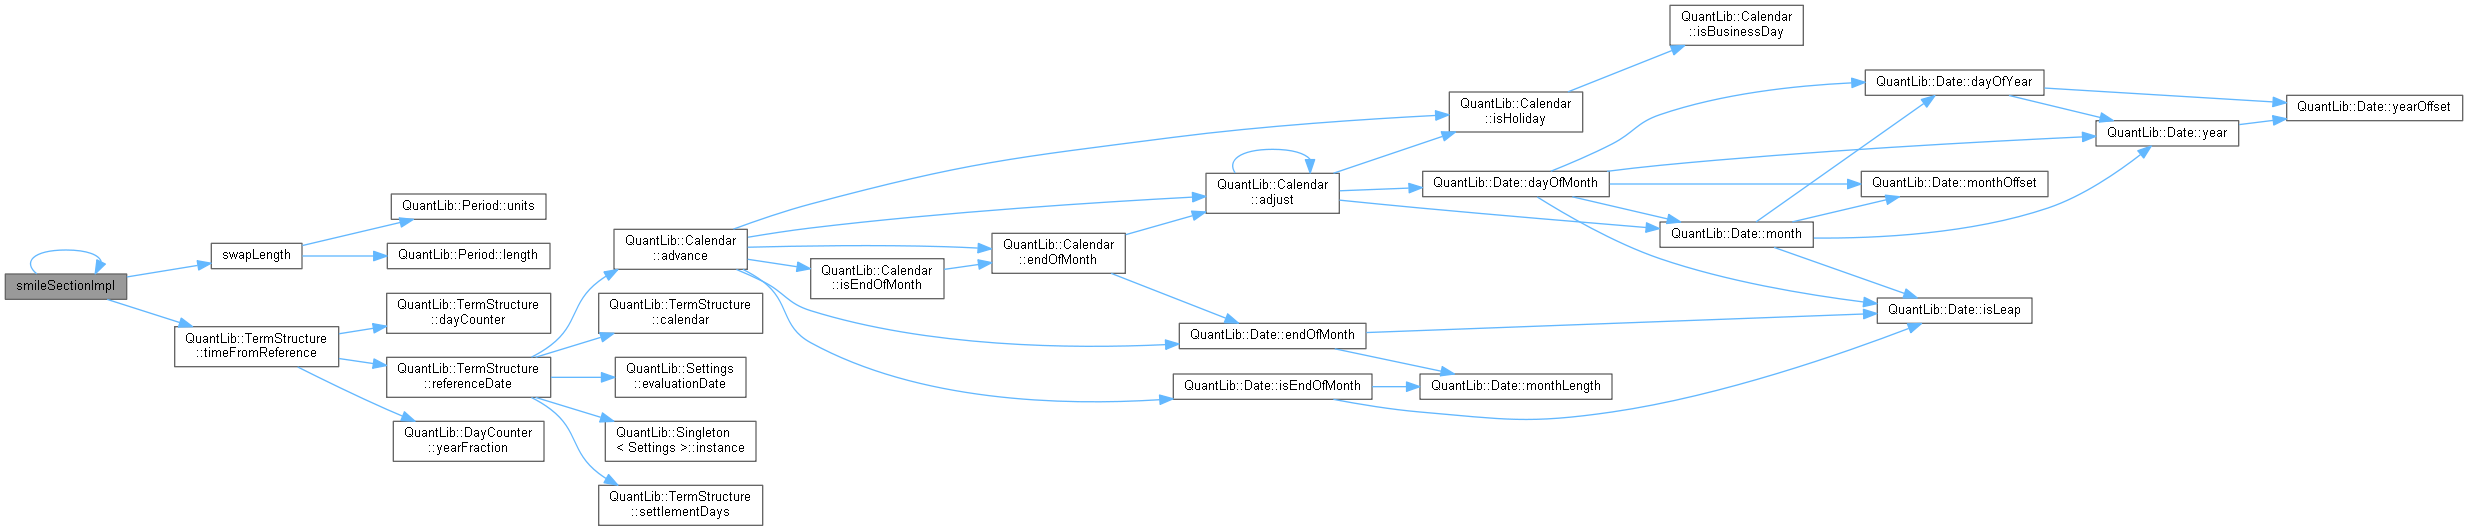 smileSectionImpl
swapLength
QuantLib::Period::units
QuantLib::Period::length
QuantLib::TermStructure
::timeFromReference
QuantLib::TermStructure
::dayCounter
QuantLib::TermStructure
::referenceDate
QuantLib::DayCounter
::yearFraction
QuantLib::Calendar
::advance
QuantLib::TermStructure
::calendar
QuantLib::Settings
::evaluationDate
QuantLib::Singleton
< Settings >::instance
QuantLib::TermStructure
::settlementDays
QuantLib::Calendar
::isEndOfMonth
QuantLib::Calendar
::endOfMonth
QuantLib::Calendar
::adjust
QuantLib::Date::endOfMonth
QuantLib::Date::isEndOfMonth
QuantLib::Calendar
::isHoliday
QuantLib::Calendar
::isBusinessDay
QuantLib::Date::dayOfMonth
QuantLib::Date::monthLength
QuantLib::Date::month
QuantLib::Date::dayOfYear
QuantLib::Date::monthOffset
QuantLib::Date::isLeap
QuantLib::Date::year
QuantLib::Date::yearOffset